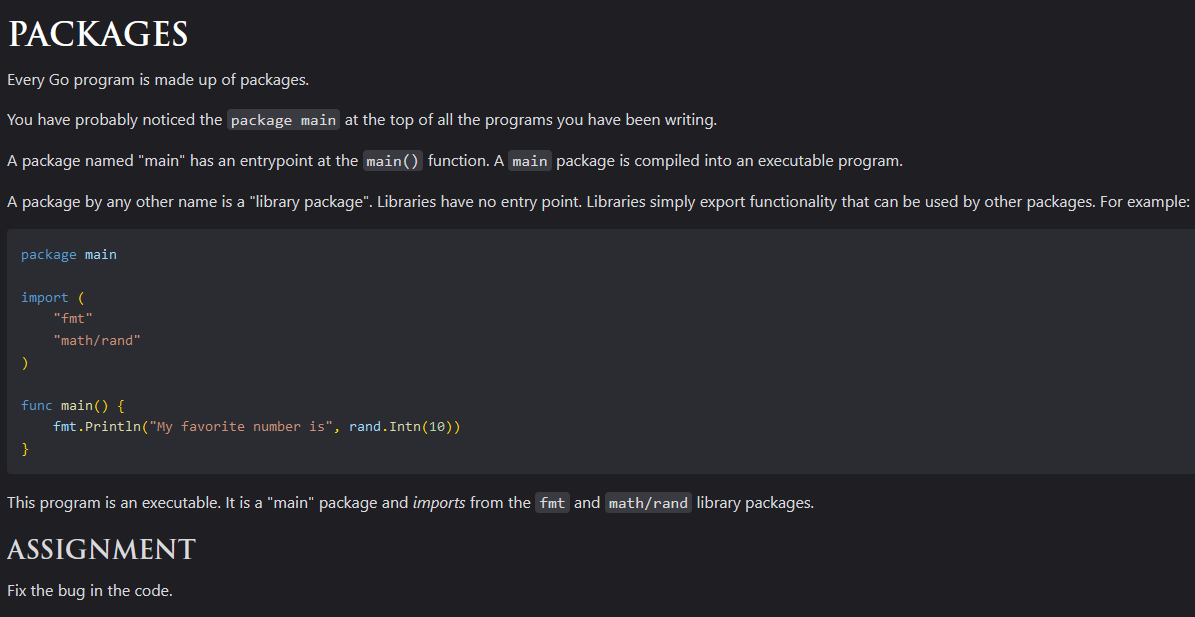 PACKAGES
Every Go program is made up of packages.
You have probably noticed the package main at the top of all the programs you have been writing.
A package named "main" has an entrypoint at the main() function. A main package is compiled into an executable program.
A package by any other name is a "library package". Libraries have no entry point. Libraries simply export functionality that can be used by other packages. For example:
package main
import (
    "fmt"
    "math/rand"
)
func main() {
    fmt.Println("My favorite number is", rand.Intn(10))
}
This program is an executable. It is a "main" package and imports from the fmt and math/rand library packages.
ASSIGNMENT
Fix the bug in the code.